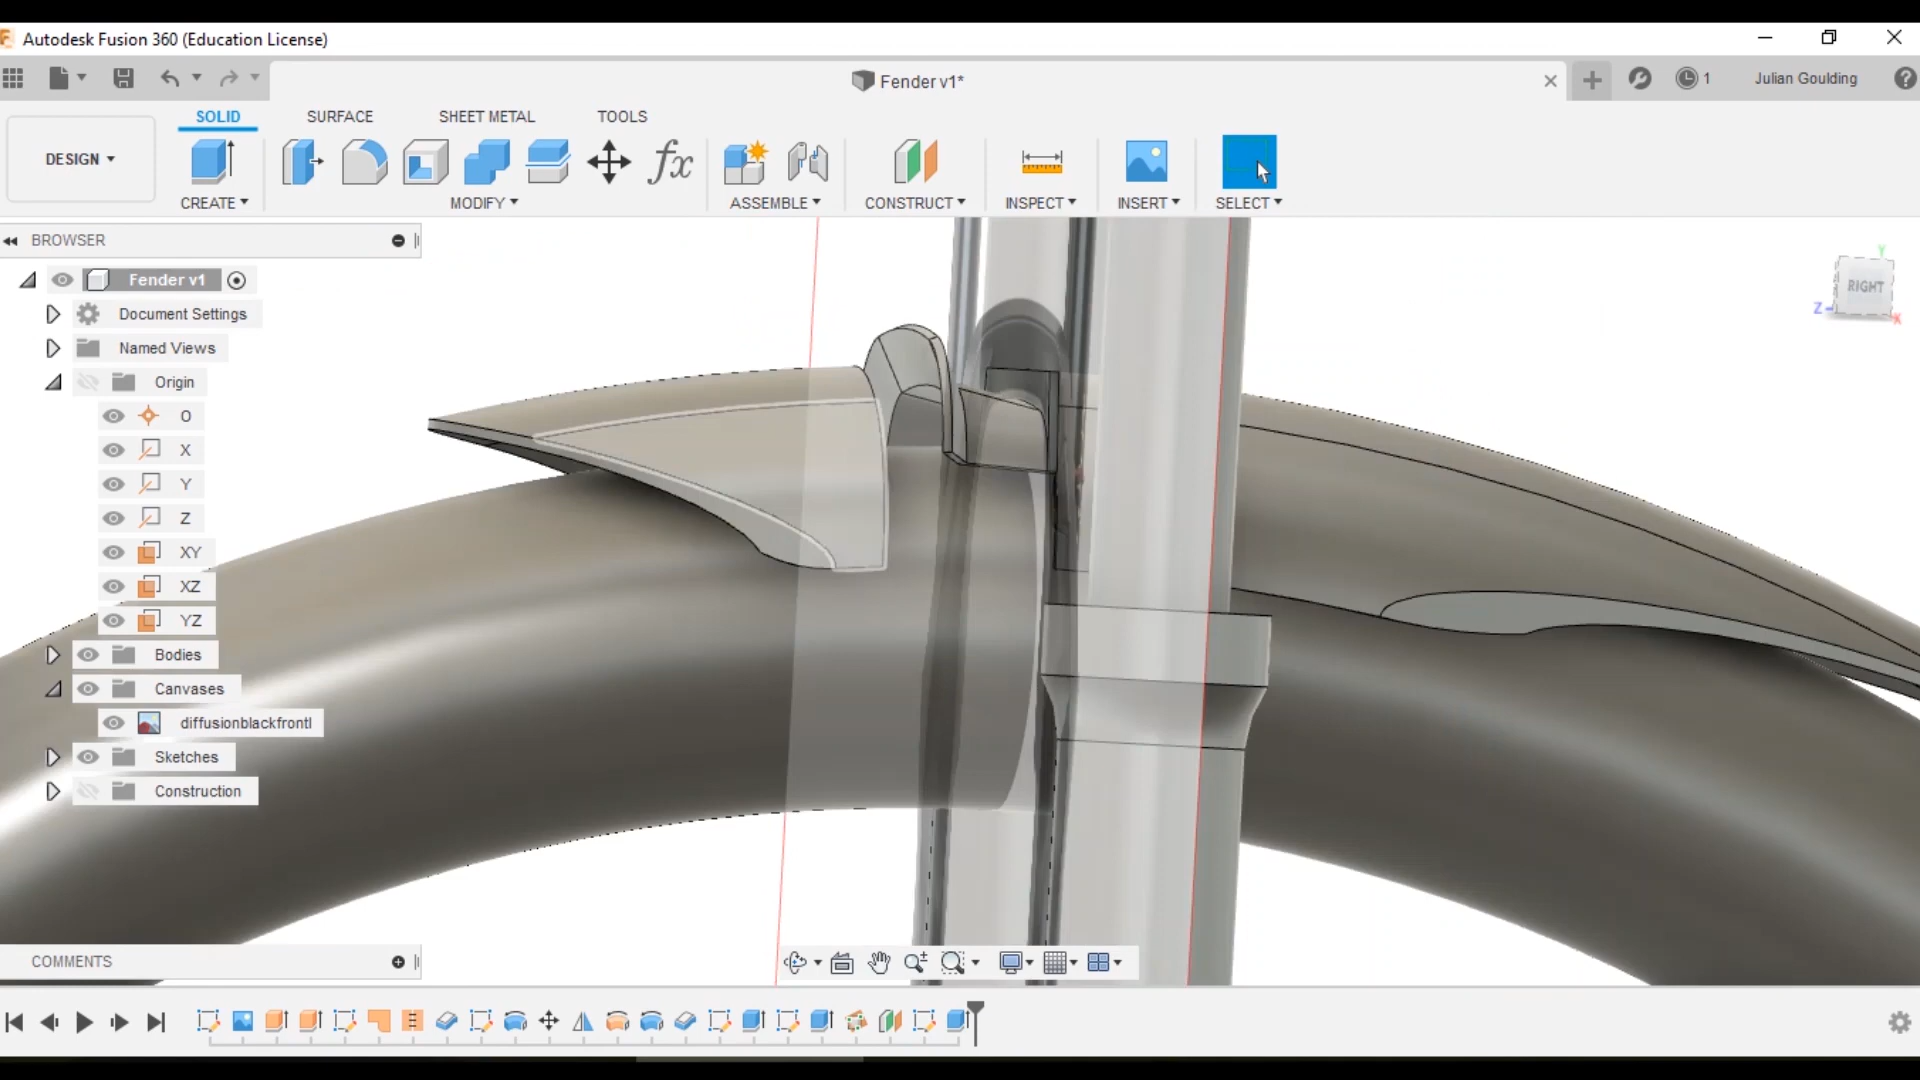 Autodesk Fusion 360 (Education License)
Fender v1*
1
Julian Goulding
SOLID
SURFACE
SHEET METAL
TOOLS
DESIGN
fx
CREATE
MODIFY
ASSEMBLE
CONSTRUCT
INSPECT
INSERT
SELECT
BROWSER
Fender v1
Document Settings
Named Views
Origin
O
X
Y
Z
XY
XZ
YZ
Bodies
Canvases
diffusionblackfrontl
Sketches
Construction
Y
RIGHT
Z
X
COMMENTS